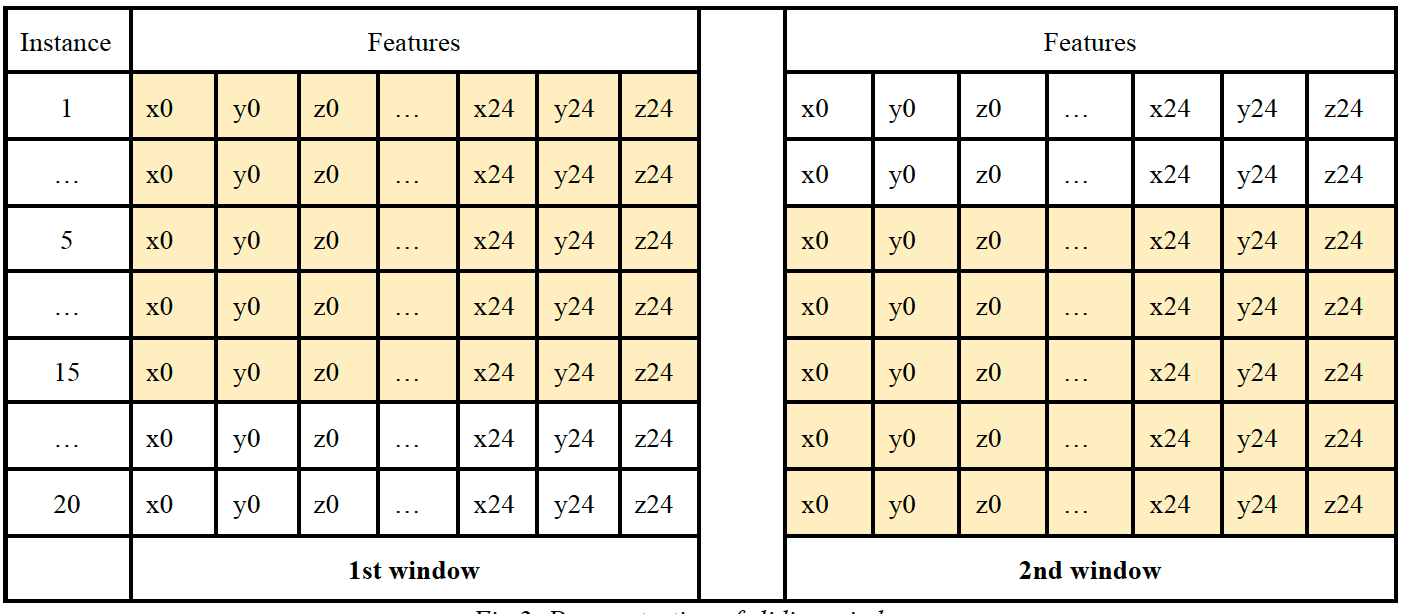 Instance Features Features
1 x0 y0 z0 … x24 y24 z24 x0 y0 z0 … x24 y24 z24
… x0 y0 z0 … x24 y24 z24 x0 y0 z0 … x24 y24 z24
5 x0 y0 z0 … x24 y24 z24 x0 y0 z0 … x24 y24 z24
… x0 y0 z0 … x24 y24 z24 x0 y0 z0 … x24 y24 z24
15 x0 y0 z0 … x24 y24 z24 x0 y0 z0 … x24 y24 z24
… x0 y0 z0 … x24 y24 z24 x0 y0 z0 … x24 y24 z24
20 x0 y0 z0 … x24 y24 z24 x0 y0 z0 … x24 y24 z24
1st window 2nd window